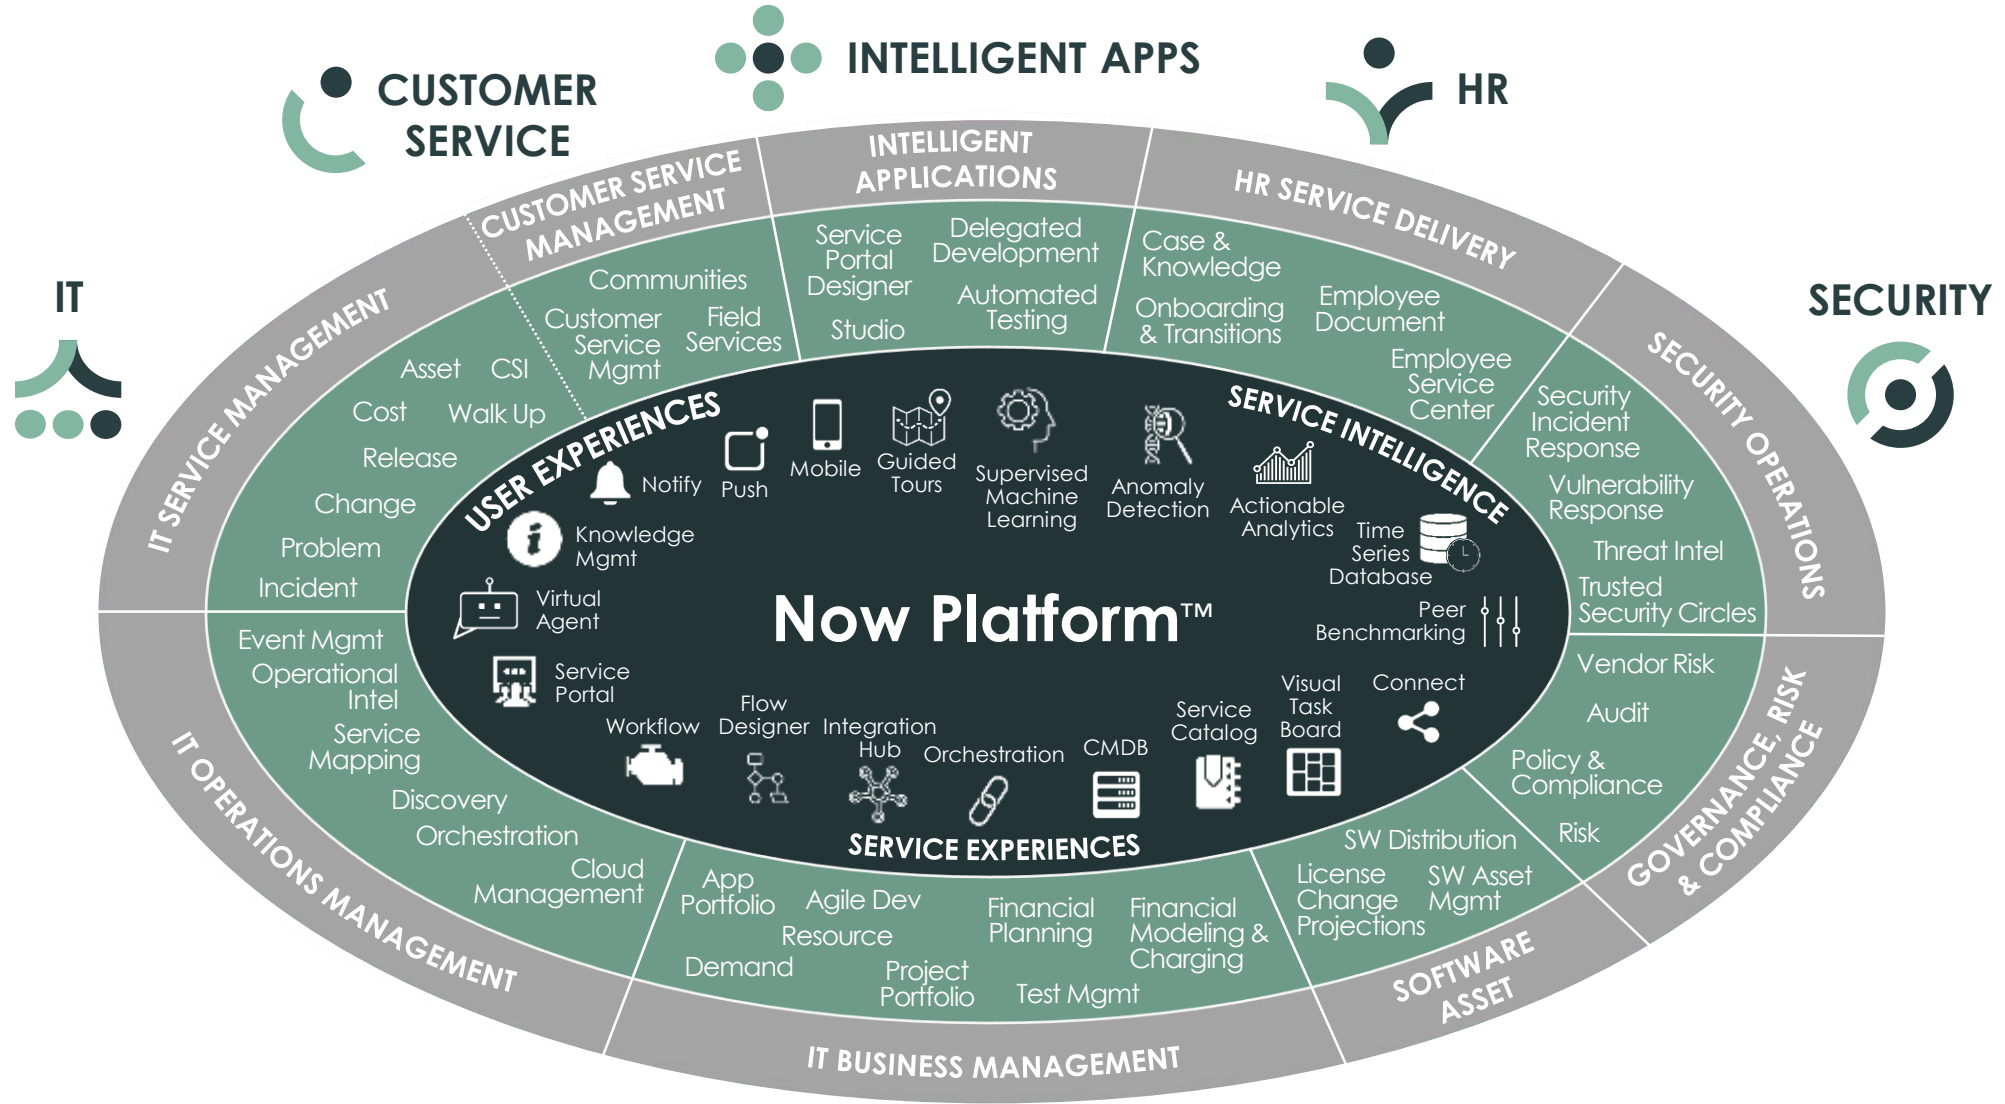 CUSTOMER
SERVICE
INTELLIGENT APPS
HR
IT
SECURITY
IT SERVICE MANAGEMENT
CUSTOMER SERVICE
MANAGEMENT
INTELLIGENT
APPLICATIONS
HR SERVICE DELIVERY
SECURITY OPERATIONS
GOVERNANCE, RISK
& COMPLIANCE
SOFTWARE
ASSET
IT BUSINESS MANAGEMENT
IT OPERATIONS MANAGEMENT
Asset
CSI
Cost
Walk Up
Release
Change
Problem
Incident
Communities
Customer
Service
Mgmt
Field
Services
Service
Portal
Designer
Delegated
Development
Studio
Automated
Testing
Case &
Knowledge
Onboarding
& Transitions
Employee
Document
Employee
Service
Center
Security
Incident
Response
Vulnerability
Response
Threat Intel
Trusted
Security Circles
Vendor Risk
Audit
Policy &
Compliance
Risk
SW Distribution
License
Change
Projections
SW Asset
Mgmt
App
Portfolio
Agile Dev
Resource
Demand
Project
Portfolio
Financial
Planning
Test Mgmt
Financial
Modeling &
Charging
Event Mgmt
Operational
Intel
Service
Mapping
Discovery
Orchestration
Cloud
Management
USER EXPERIENCES
SERVICE INTELLIGENCE
Notify
Push
Mobile
Guided
Tours
Supervised
Machine
Learning
Anomaly
Detection
Actionable
Analytics
Time
Series
Database
Peer
Benchmarking
Knowledge
Mgmt
Virtual
Agent
Service
Portal
Now Platform™
Workflow
Flow
Designer
Integration
Hub
Orchestration
CMDB
Service
Catalog
Visual
Task
Board
Connect
SERVICE EXPERIENCES